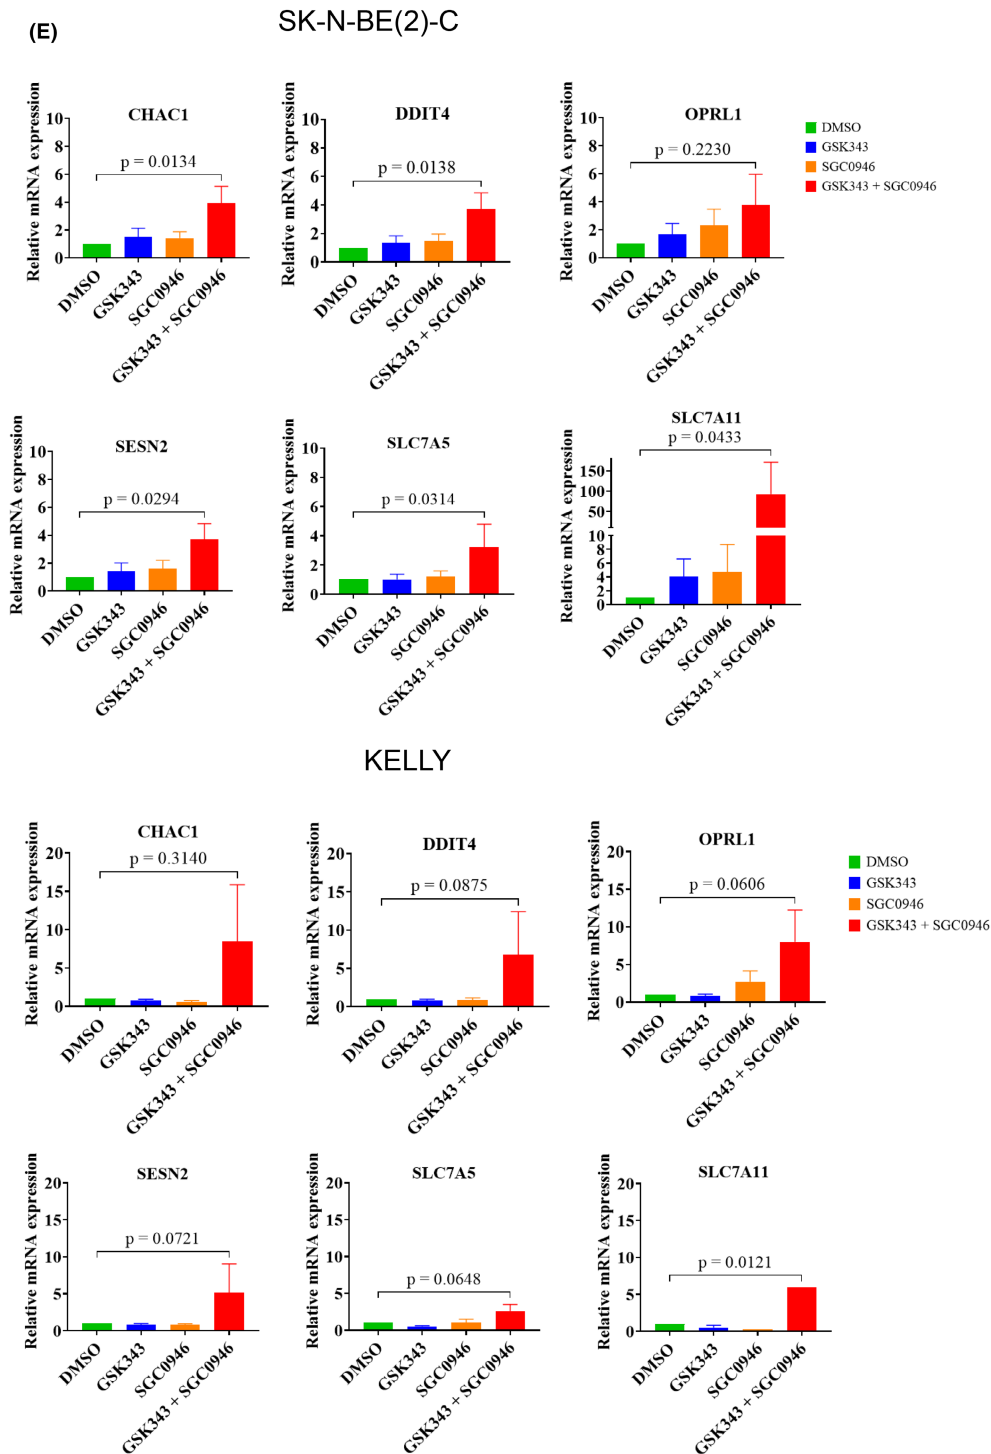 (E)
SK-N-BE(2)-C
CHAC1
Relative mRNA expression
10
8
6
4
2
0
p = 0.0134
DMSO
GSK343
SGC0946
GSK343 + SGC0946
DDIT4
Relative mRNA expression
10
8
6
4
2
0
p = 0.0138
DMSO
GSK343
SGC0946
GSK343 + SGC0946
OPRL1
Relative mRNA expression
10
8
6
4
2
0
p = 0.2230
DMSO
GSK343
SGC0946
GSK343 + SGC0946
DMSO
GSK343
SGC0946
GSK343 + SGC0946
SESN2
Relative mRNA expression
10
8
6
4
2
0
p = 0.0294
DMSO
GSK343
SGC0946
GSK343 + SGC0946
SLC7A5
Relative mRNA expression
10
8
6
4
2
0
p = 0.0314
DMSO
GSK343
SGC0946
GSK343 + SGC0946
SLC7A11
Relative mRNA expression
150
100
50
10
8
6
4
2
0
p = 0.0433
DMSO
GSK343
SGC0946
GSK343 + SGC0946
KELLY
CHAC1
Relative mRNA expression
20
15
10
5
0
p = 0.3140
DMSO
GSK343
SGC0946
GSK343 + SGC0946
DDIT4
Relative mRNA expression
20
15
10
5
0
p = 0.0875
DMSO
GSK343
SGC0946
GSK343 + SGC0946
OPRL1
Relative mRNA expression
20
15
10
5
0
p = 0.0606
DMSO
GSK343
SGC0946
GSK343 + SGC0946
DMSO
GSK343
SGC0946
GSK343 + SGC0946
SESN2
Relative mRNA expression
20
15
10
5
0
p = 0.0721
DMSO
GSK343
SGC0946
GSK343 + SGC0946
SLC7A5
Relative mRNA expression
20
15
10
5
0
p = 0.0648
DMSO
GSK343
SGC0946
GSK343 + SGC0946
SLC7A11
Relative mRNA expression
20
15
10
5
0
p = 0.0121
DMSO
GSK343
SGC0946
GSK343 + SGC0946